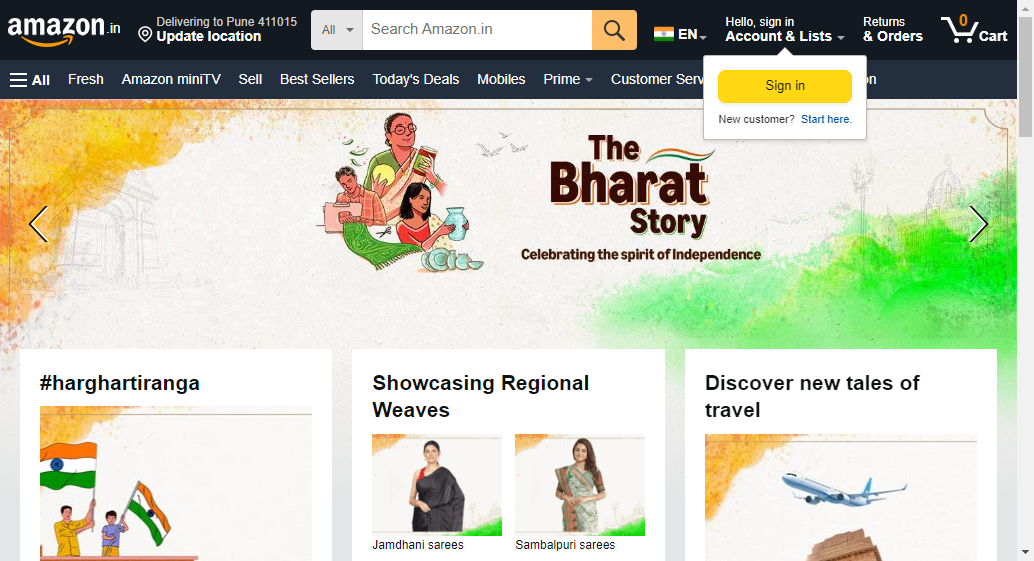 amazon.in
Delivering to Pune 411015
Update location
All
Search Amazon.in
EN
Hello, sign in
Account & Lists
Returns
& Orders
0
Cart
All
Fresh
Amazon miniTV
Sell
Best Sellers
Today's Deals
Mobiles
Prime
Customer Serv
on
Sign in
New customer? Start here.
The
Bharat
Story
Celebrating the spirit of Independence
#harghartiranga
Showcasing Regional
Weaves
Jamdhani sarees
Sambalpuri sarees
Discover new tales of
travel